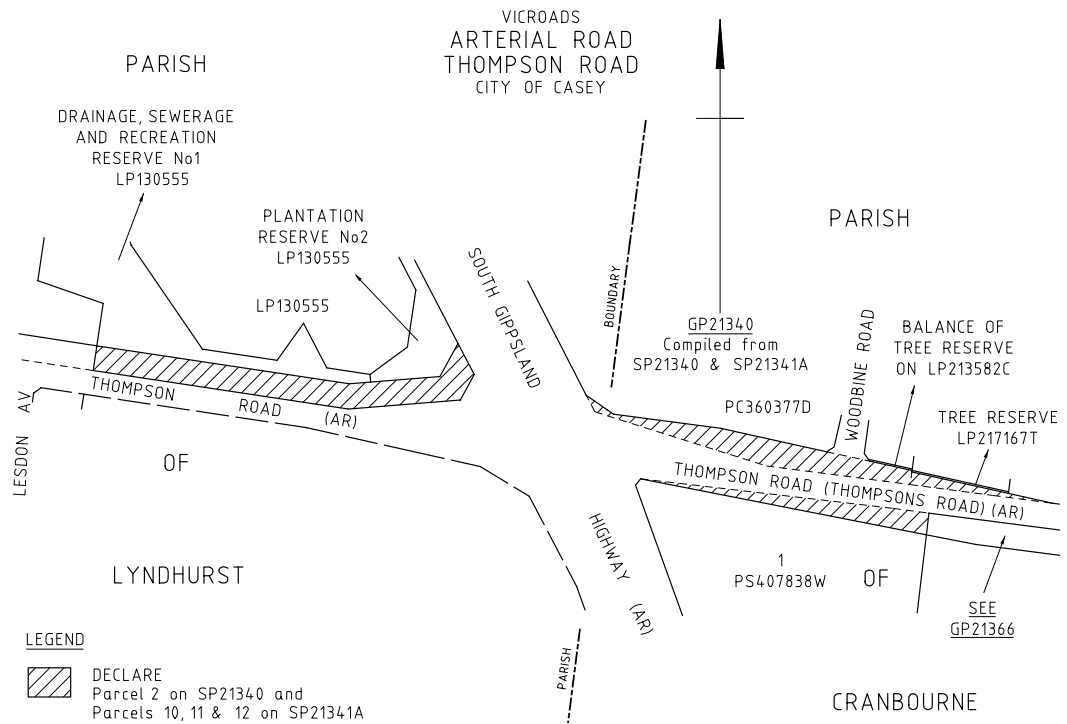 VICROADS
ARTERIAL ROAD
THOMPSON ROAD
CITY OF CASEY
PARISH
DRAINAGE, SEWERAGE
AND RECREATION
RESERVE No1
LP130555
PLANTATION
RESERVE No2
LP130555
LP130555
SOUTH GIPPSLAND
BOUNDARY
PARISH
GP21340
Compiled from
SP21340 & SP21341A
WOODBINE ROAD
BALANCE OF
TREE RESERVE
ON LP213582C
PC360377D
TREE RESERVE
LP217167T
THOMPSON ROAD (AR)
LESDON AV
OF
THOMPSON ROAD (THOMPSONS ROAD) (AR)
HIGHWAY (AR)
1
PS407838W
OF
LYNDHURST
SEE
GP21366
PARISH
CRANBOURNE
LEGEND
DECLARE
Parcel 2 on SP21340 and
Parcels 10, 11 & 12 on SP21341A